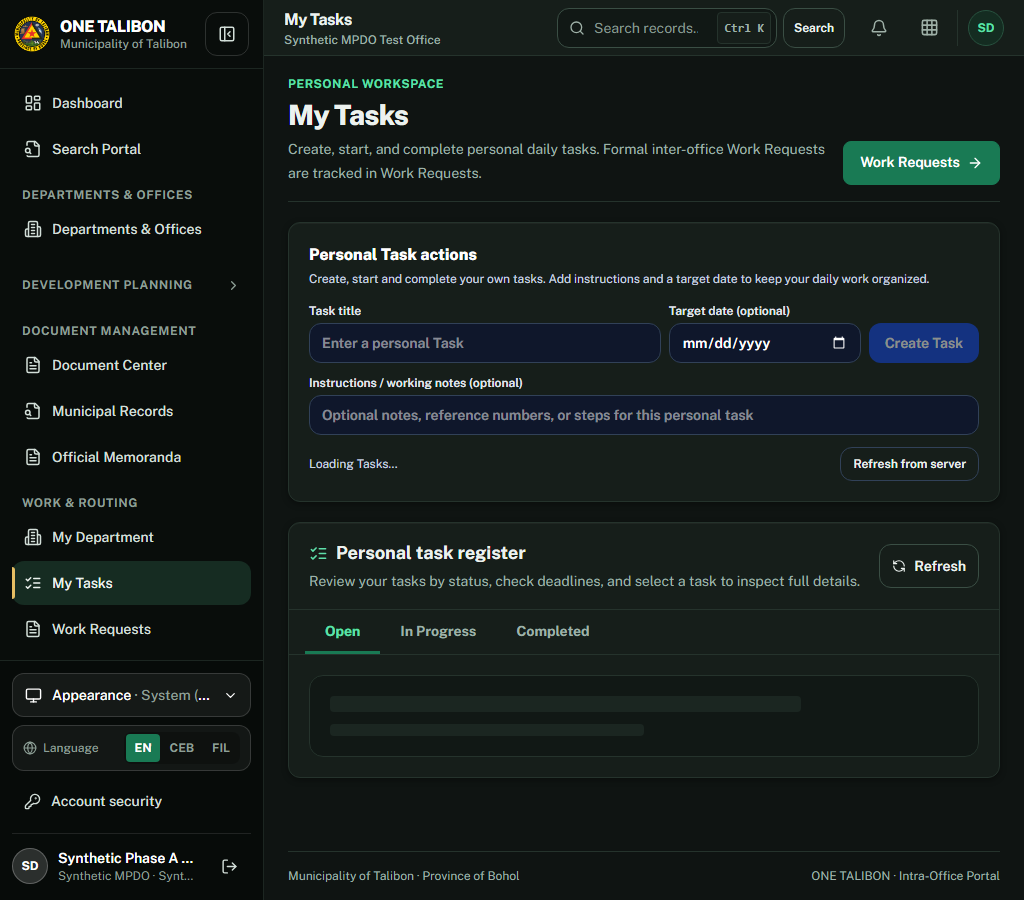 ONE TALIBON
Municipality of Talibon
Dashboard
Search Portal
DEPARTMENTS & OFFICES
Departments & Offices
DEVELOPMENT PLANNING
DOCUMENT MANAGEMENT
Document Center
Municipal Records
Official Memoranda
WORK & ROUTING
My Department
My Tasks
Work Requests
Appearance · System (...
Language
EN CEB FIL
Account security
SD
Synthetic Phase A ...
Synthetic MPDO · Synt...
My Tasks
Synthetic MPDO Test Office
Search records..
Ctrl K
Search
SD
PERSONAL WORKSPACE
My Tasks
Create, start, and complete personal daily tasks. Formal inter-office Work Requests
are tracked in Work Requests.
Work Requests
Personal Task actions
Create, start and complete your own tasks. Add instructions and a target date to keep your daily work organized.
Task title
Target date (optional)
Enter a personal Task
mm/dd/yyyy
Create Task
Instructions / working notes (optional)
Optional notes, reference numbers, or steps for this personal task
Loading Tasks...
Refresh from server
Personal task register
Review your tasks by status, check deadlines, and select a task to inspect full details.
Refresh
Open In Progress Completed
Municipality of Talibon · Province of Bohol
ONE TALIBON · Intra-Office Portal